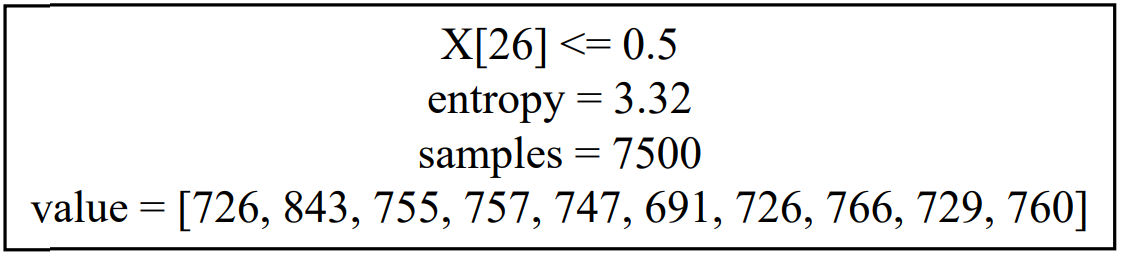 X[26] <= 0.5
entropy = 3.32
samples = 7500
value = [726, 843, 755, 757, 747, 691, 726, 766, 729, 760]